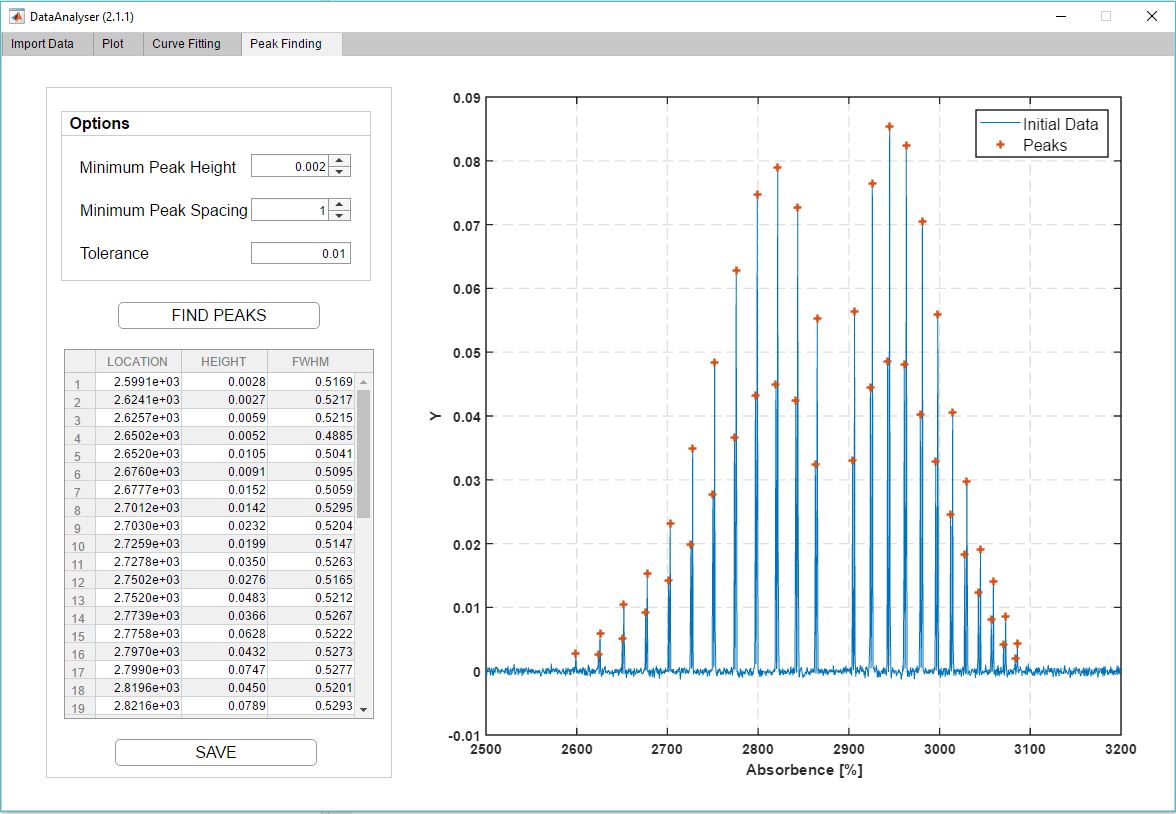 DataAnalyser (2.1.1)
Import Data Plot Curve Fitting Peak Finding
Options
Minimum Peak Height 0.002
Minimum Peak Spacing 1
Tolerance 0.01
FIND PEAKS
LOCATION HEIGHT FWHM
1 2.5991e+03 0.0028 0.5169
2 2.6241e+03 0.0027 0.5217
3 2.6257e+03 0.0059 0.5215
4 2.6502e+03 0.0052 0.4885
5 2.6520e+03 0.0105 0.5041
6 2.6760e+03 0.0091 0.5095
7 2.6777e+03 0.0152 0.5059
8 2.7012e+03 0.0142 0.5295
9 2.7030e+03 0.0232 0.5204
10 2.7259e+03 0.0199 0.5147
11 2.7278e+03 0.0350 0.5263
12 2.7502e+03 0.0276 0.5165
13 2.7520e+03 0.0483 0.5212
14 2.7739e+03 0.0366 0.5267
15 2.7758e+03 0.0628 0.5222
16 2.7970e+03 0.0432 0.5273
17 2.7990e+03 0.0747 0.5277
18 2.8196e+03 0.0450 0.5201
19 2.8216e+03 0.0789 0.5293
SAVE
0.09
0.08
0.07
0.06
0.05
0.04
0.03
0.02
0.01
0
-0.01
Y
Initial Data
Peaks
2500 2600 2700 2800 2900 3000 3100 3200
Absorbence [%]